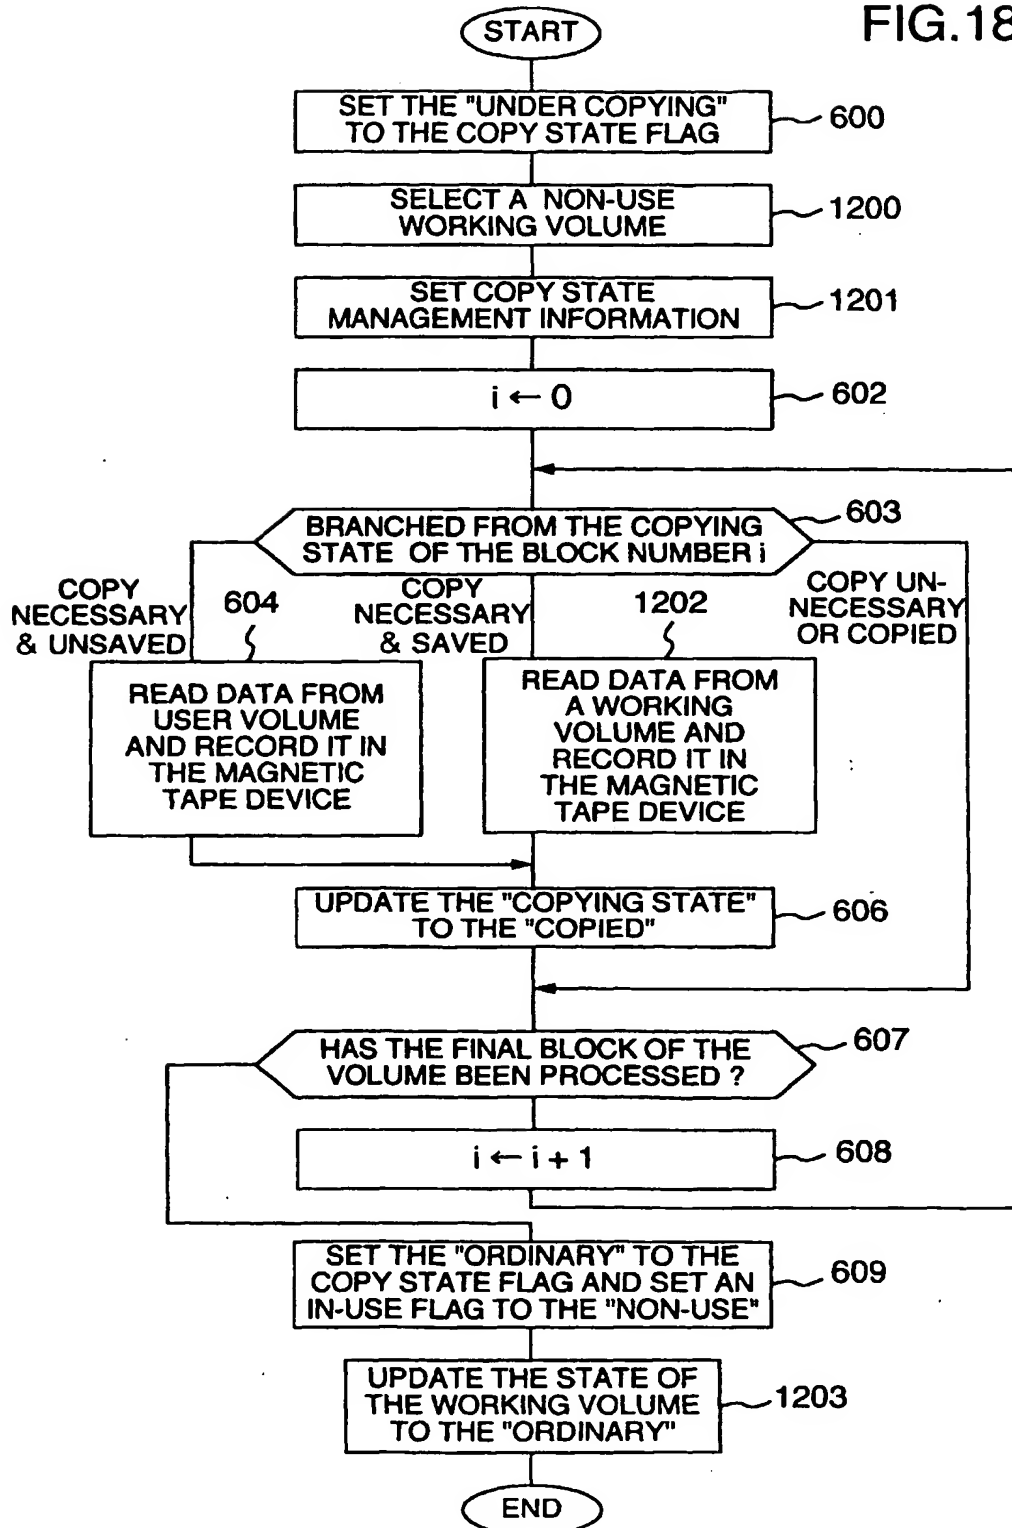 FIG.18
START
SET THE "UNDER COPYING"
TO THE COPY STATE FLAG
600
SELECT A NON-USE
WORKING VOLUME
1200
SET COPY STATE
MANAGEMENT INFORMATION
1201
i ← 0
602
BRANCHED FROM THE COPYING
STATE OF THE BLOCK NUMBER i
603
COPY
NECESSARY
& UNSAVED
604
COPY
NECESSARY
& SAVED
1202
COPY UN-
NECESSARY
OR COPIED
READ DATA FROM
USER VOLUME
AND RECORD IT IN
THE MAGNETIC
TAPE DEVICE
READ DATA FROM
A WORKING
VOLUME AND
RECORD IT IN
THE MAGNETIC
TAPE DEVICE
UPDATE THE "COPYING STATE"
TO THE "COPIED"
606
HAS THE FINAL BLOCK OF THE
VOLUME BEEN PROCESSED ?
607
i ← i + 1
608
SET THE "ORDINARY" TO THE
COPY STATE FLAG AND SET AN
IN-USE FLAG TO THE "NON-USE"
609
UPDATE THE STATE OF
THE WORKING VOLUME
TO THE "ORDINARY"
1203
END